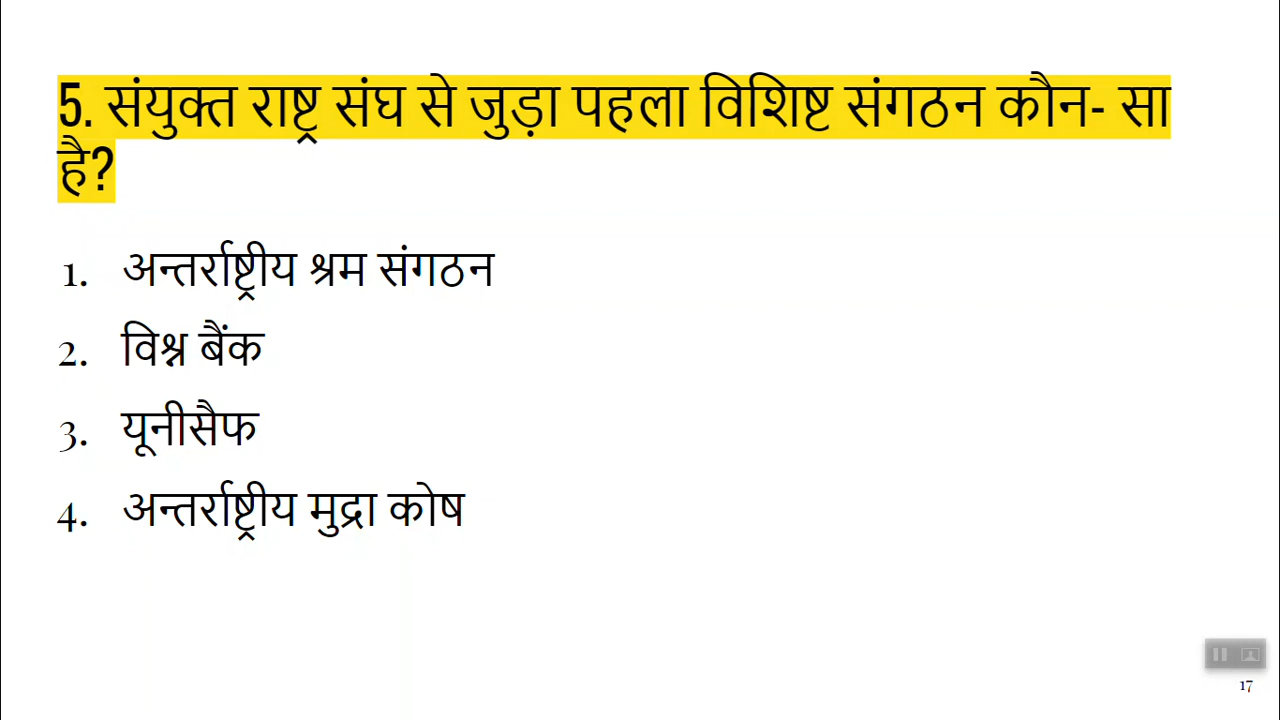 5. संयुक्त राष्ट्र संघ से जुड़ा पहला विशिष्ट संगठन कौन- सा
है?
1. अन्तर्राष्ट्रीय श्रम संगठन
2. विश्व बैंक
3. यूनीसैफ
4. अन्तर्राष्ट्रीय मुद्रा कोष
17